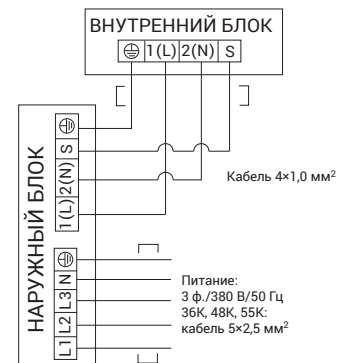 ВНУТРЕННИЙ БЛОК
1(L) 2(N) S
НАРУЖНЫЙ БЛОК
S
2(N)
1(L)
N
L3
L2
L1
Кабель 4×1,0 мм²
Питание:
3 ф./380 В/50 Гц
36K, 48K, 55K:
кабель 5×2,5 мм²